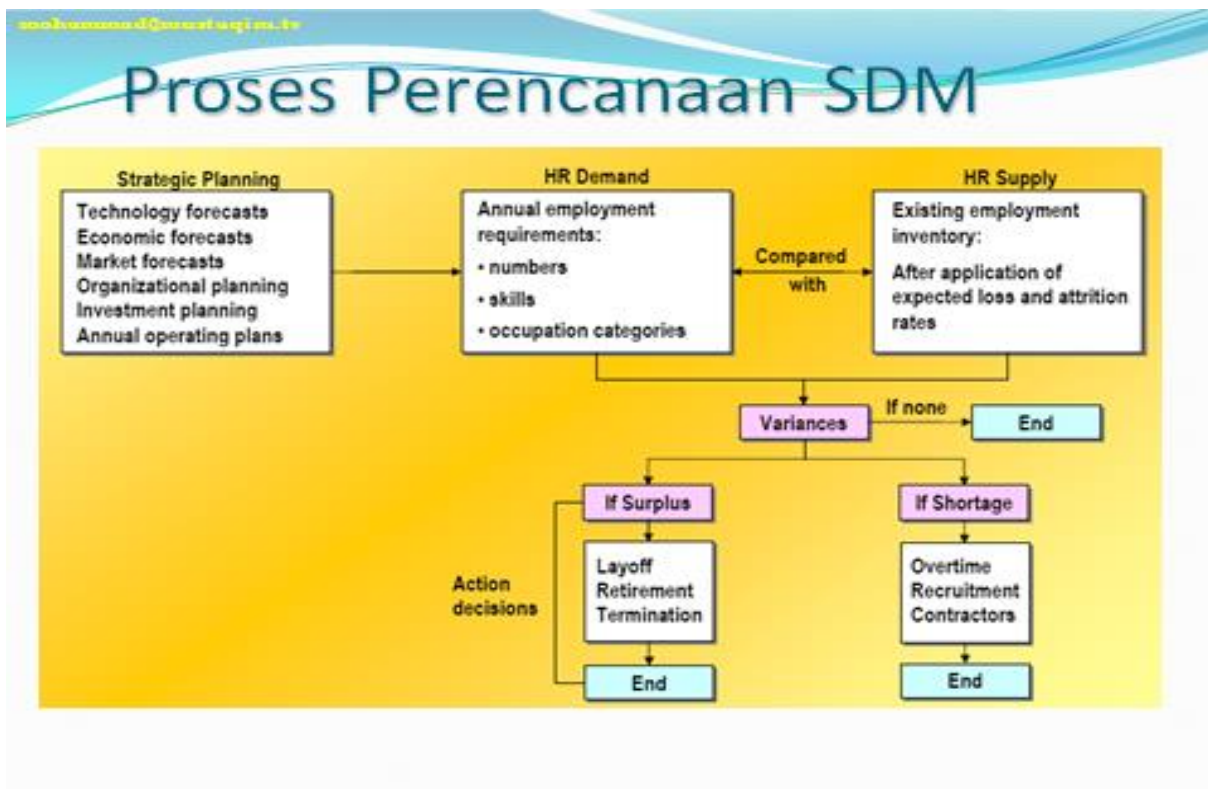 mohammad@mustaqim.tv
Proses Perencanaan SDM
Strategic Planning
Technology forecasts
Economic forecasts
Market forecasts
Organizational planning
Investment planning
Annual operating plans
HR Demand
Annual employment
requirements:
• numbers
• skills
• occupation categories
Compared
with
HR Supply
Existing employment
inventory:
After application of
expected loss and attrition
rates
Variances
If none
End
If Surplus
If Shortage
Action
decisions
Layoff
Retirement
Termination
End
Overtime
Recruitment
Contractors
End